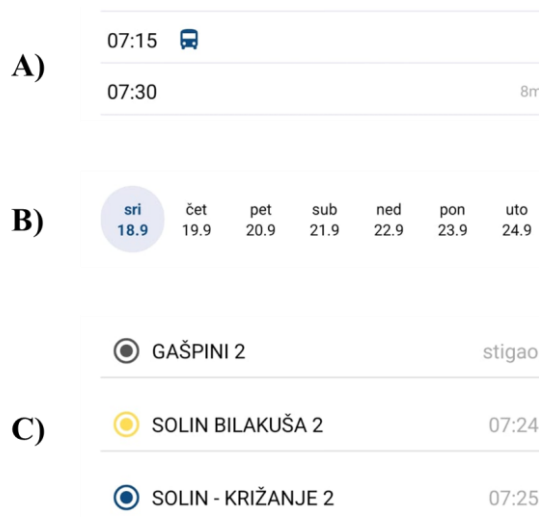 A)
07:15
07:30 8m
B)
sri čet pet sub ned pon uto
18.9 19.9 20.9 21.9 22.9 23.9 24.9
C)
GAŠPINI 2 stigao
SOLIN BILAKUŠA 2 07:24
SOLIN - KRIŽANJE 2 07:25